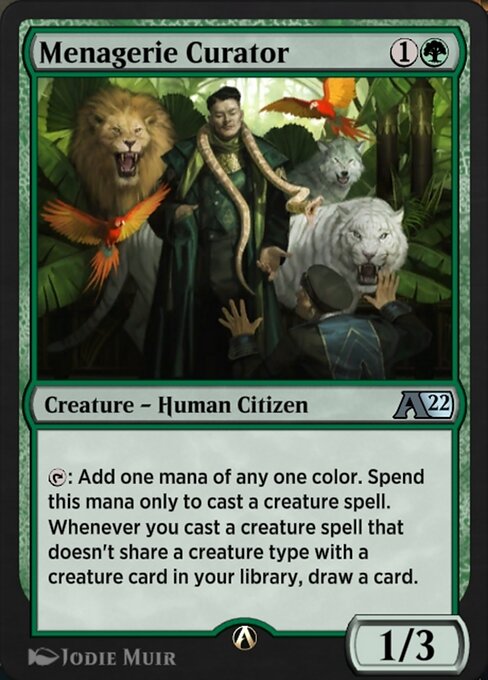 Menagerie Curator 1
Creature – Human Citizen A22
: Add one mana of any one color. Spend
this mana only to cast a creature spell.
Whenever you cast a creature spell that
doesn't share a creature type with a
creature card in your library, draw a card.
1/3
Jodie Muir